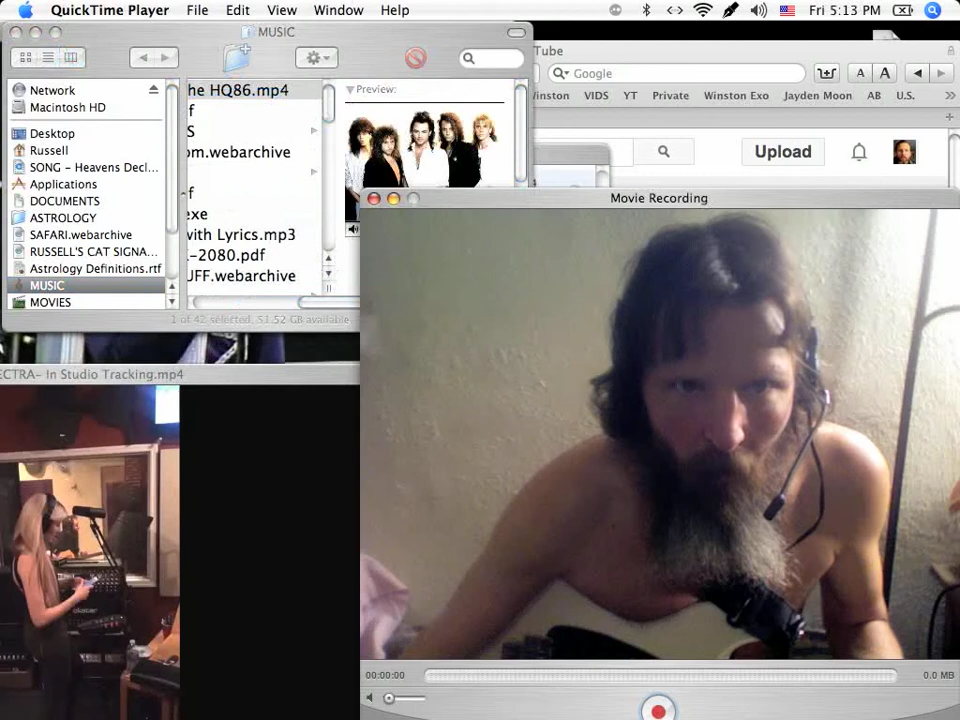 QuickTime Player File Edit View Window Help Fri 5:13 PM
MUSIC
Network
Macintosh HD
Desktop
Russell
SONG – Heavens Decl...
Applications
DOCUMENTS
ASTROLOGY
SAFARI.webarchive
RUSSELL'S CAT SIGNA...
Astrology Definitions.rtf
MUSIC
MOVIES
he HQ86.mp4
f
S
om.webarchive
f
exe
with Lyrics.mp3
-2080.pdf
UFF.webarchive
Preview:
1 of 42 selected, 51.52 GB available
Tube
Google
A A
inston VIDS YT Private Winston Exo Jayden Moon AB U.S. »
Upload
Movie Recording
ECTRA- In Studio Tracking.mp4
00:00:00 0.0 MB